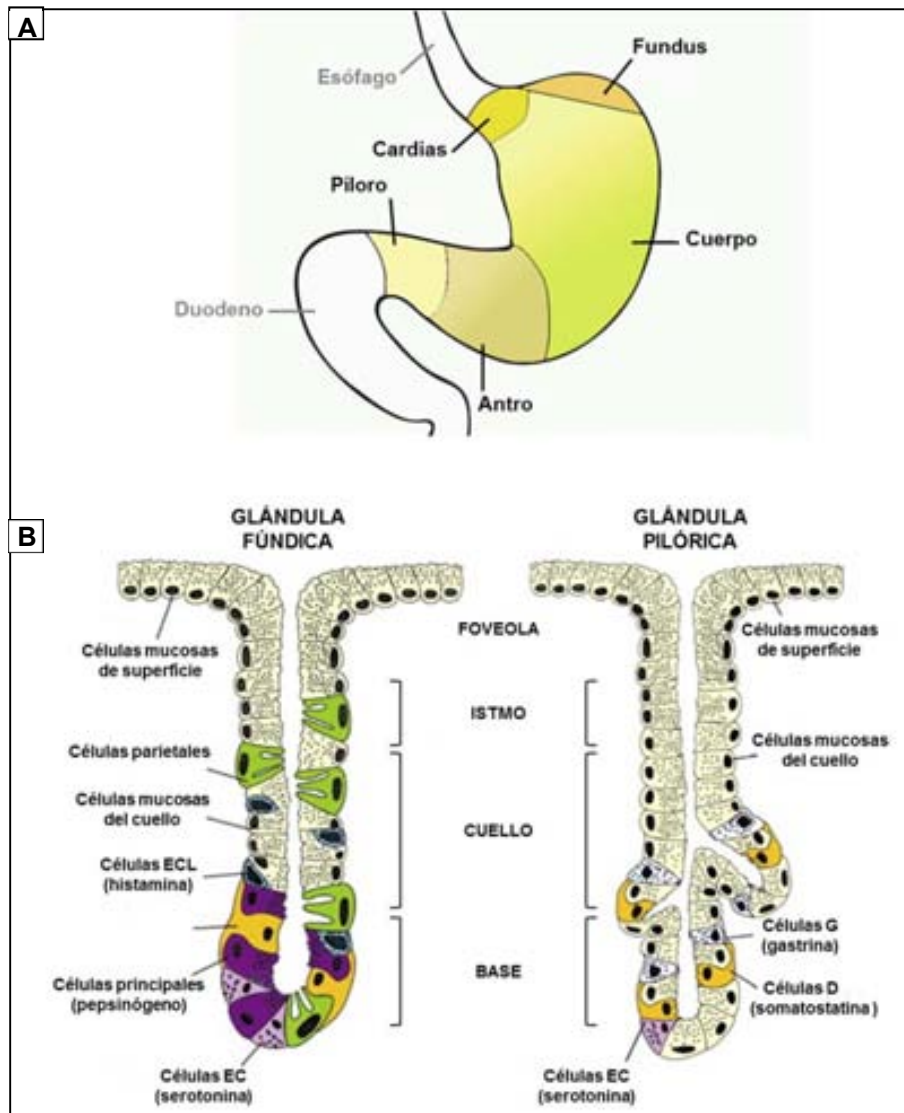 A
Fundus
Esófago
Cardias
Píloro
Cuerpo
Duodeno
Antro
B
GLÁNDULA
FÚNDICA
GLÁNDULA
PILÓRICA
FOVEOLA
Células mucosas
de superficie
Células mucosas
de superficie
ISTMO
Células parietales
Células mucosas
del cuello
Células mucosas
del cuello
CUELLO
Células ECL
(histamina)
Células G
(gastrina)
BASE
Células principales
(pepsinógeno)
Células D
(somatostatina)
Células EC
(serotonina)
Células EC
(serotonina)